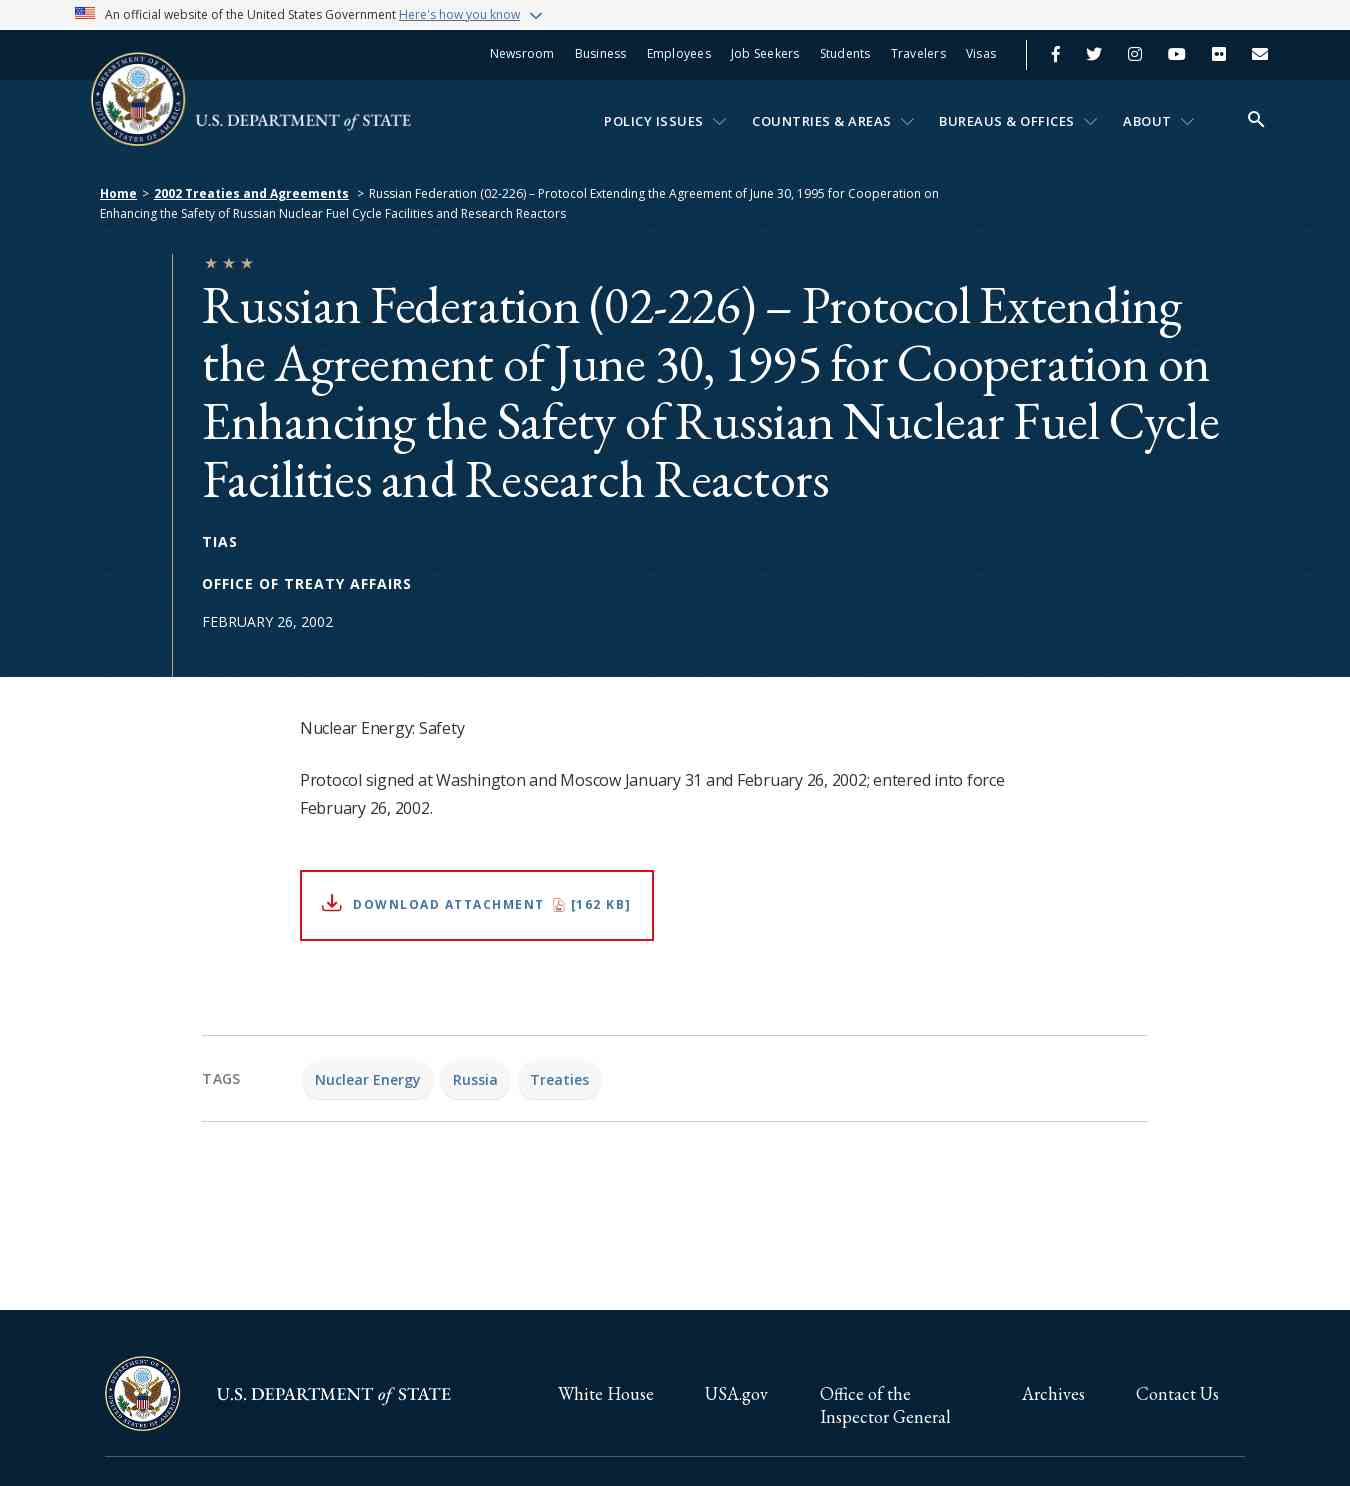 An official website of the United States Government Here's how you know
Newsroom Business Employees Job Seekers Students Travelers Visas
U.S. DEPARTMENT of STATE
POLICY ISSUES COUNTRIES & AREAS BUREAUS & OFFICES ABOUT
Home > 2002 Treaties and Agreements > Russian Federation (02-226) – Protocol Extending the Agreement of June 30, 1995 for Cooperation on
Enhancing the Safety of Russian Nuclear Fuel Cycle Facilities and Research Reactors
Russian Federation (02-226) – Protocol Extending
the Agreement of June 30, 1995 for Cooperation on
Enhancing the Safety of Russian Nuclear Fuel Cycle
Facilities and Research Reactors
TIAS
OFFICE OF TREATY AFFAIRS
FEBRUARY 26, 2002
Nuclear Energy: Safety
Protocol signed at Washington and Moscow January 31 and February 26, 2002; entered into force
February 26, 2002.
DOWNLOAD ATTACHMENT [162 KB]
TAGS Nuclear Energy Russia Treaties
DEPARTMENT OF STATE
UNITED STATES OF AMERICA
U.S. DEPARTMENT of STATE
White House USA.gov Office of the Archives Contact Us
Inspector General